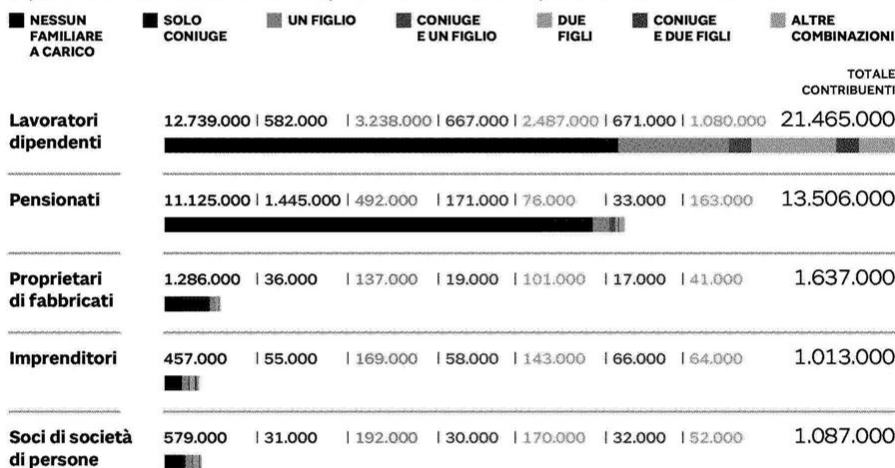 NESSUN FAMILIARE A CARICO
SOLO CONIUGE
UN FIGLIO
CONIUGE E UN FIGLIO
DUE FIGLI
CONIUGE E DUE FIGLI
ALTRE COMBINAZIONI
TOTALE CONTRIBUENTI
Lavoratori dipendenti
12.739.000 | 582.000 | 3.238.000 | 667.000 | 2.487.000 | 671.000 | 1.080.000 21.465.000
Pensionati
11.125.000 | 1.445.000 | 492.000 | 171.000 | 76.000 | 33.000 | 163.000 13.506.000
Proprietari di fabbricati
1.286.000 | 36.000 | 137.000 | 19.000 | 101.000 | 17.000 | 41.000 1.637.000
Imprenditori
457.000 | 55.000 | 169.000 | 58.000 | 143.000 | 66.000 | 64.000 1.013.000
Soci di società di persone
579.000 | 31.000 | 192.000 | 30.000 | 170.000 | 32.000 | 52.000 1.087.000